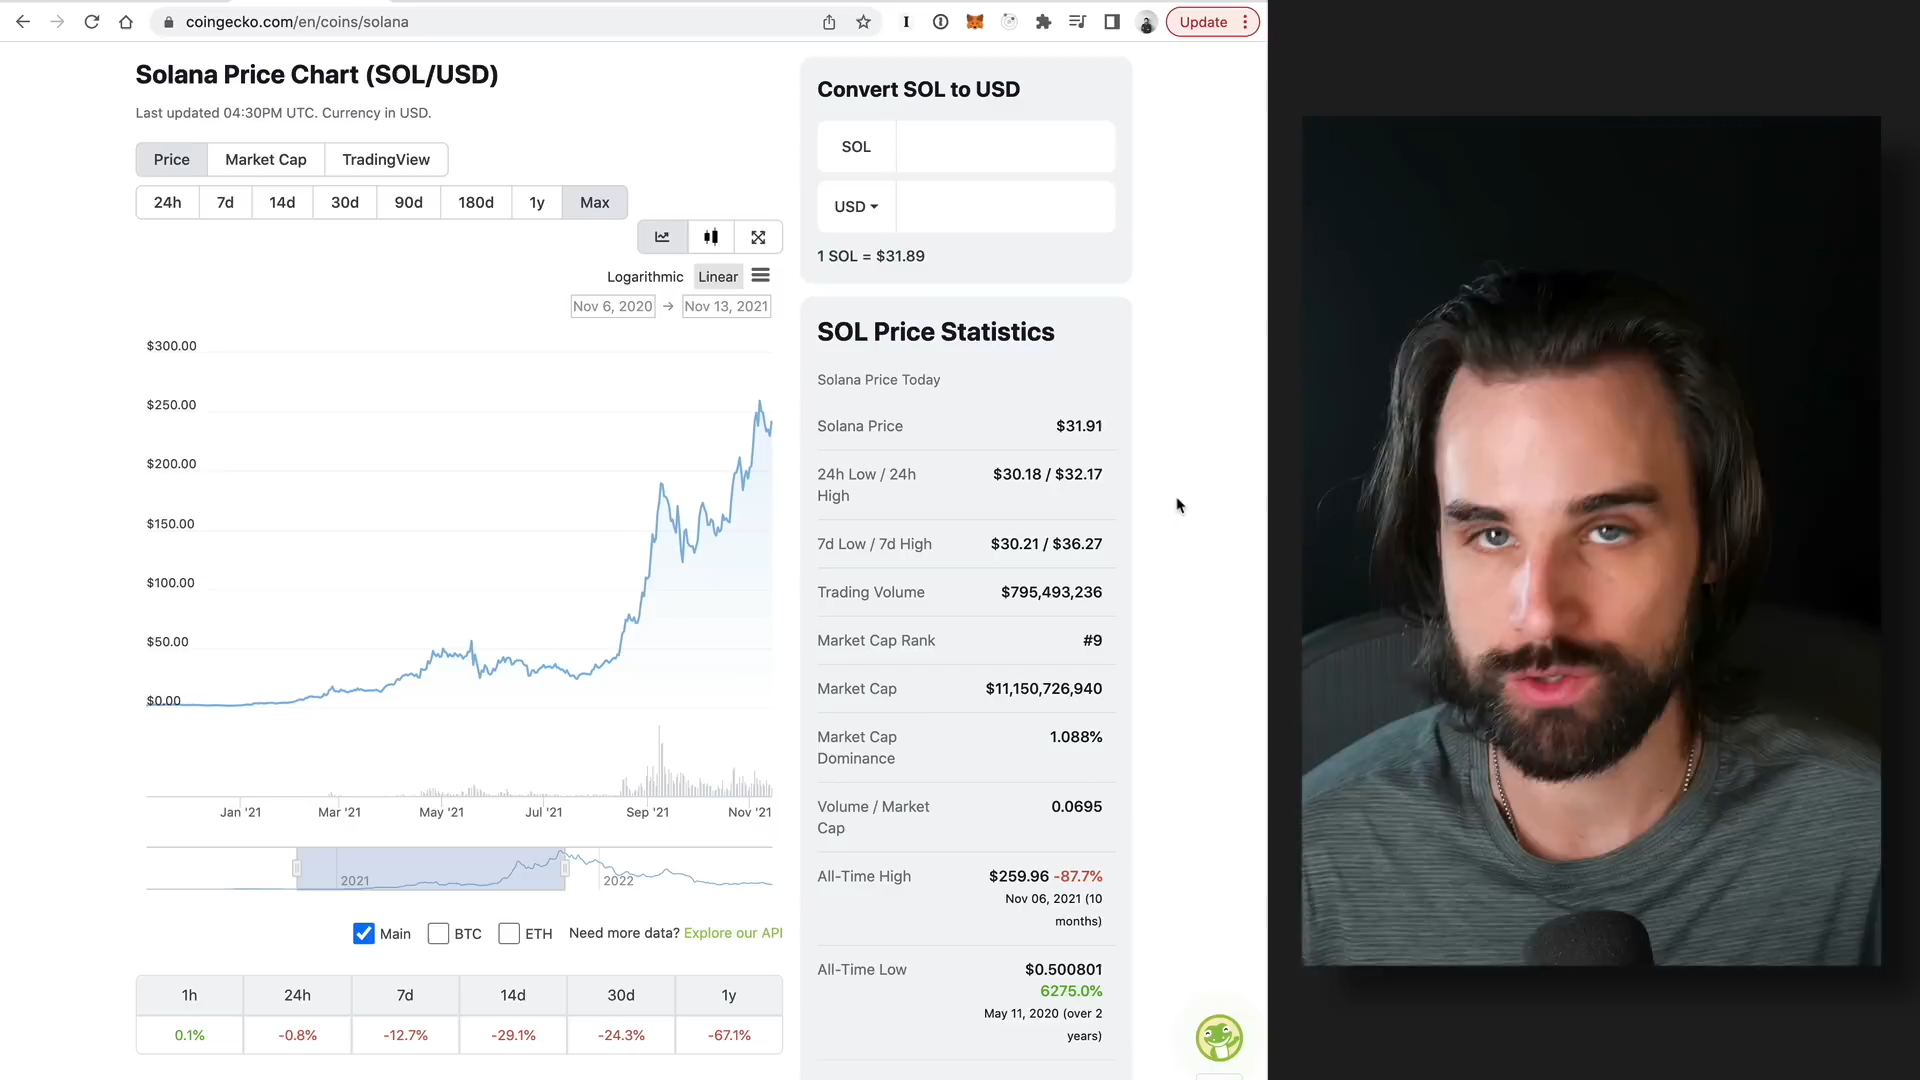 coingecko.com/en/coins/solana
Update
Solana Price Chart (SOL/USD)
Last updated 04:30PM UTC. Currency in USD.
Price Market Cap TradingView
24h 7d 14d 30d 90d 180d 1y Max
Logarithmic Linear
Nov 6, 2020 → Nov 13, 2021
$300.00
$250.00
$200.00
$150.00
$100.00
$50.00
$0.00
Jan '21 Mar '21 May '21 Jul '21 Sep '21 Nov '21
2021 2022
Main BTC ETH Need more data? Explore our API
1h 24h 7d 14d 30d 1y
0.1% -0.8% -12.7% -29.1% -24.3% -67.1%
Convert SOL to USD
SOL
USD
1 SOL = $31.89
SOL Price Statistics
Solana Price Today
Solana Price $31.91
24h Low / 24h High $30.18 / $32.17
7d Low / 7d High $30.21 / $36.27
Trading Volume $795,493,236
Market Cap Rank #9
Market Cap $11,150,726,940
Market Cap Dominance 1.088%
Volume / Market Cap 0.0695
All-Time High $259.96 -87.7%
Nov 06, 2021 (10
months)
All-Time Low $0.500801
6275.0%
May 11, 2020 (over 2
years)